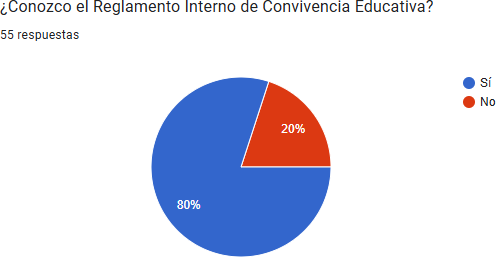 ¿Conozco el Reglamento Interno de Convivencia Educativa?
55 respuestas
Sí
No
20%
80%